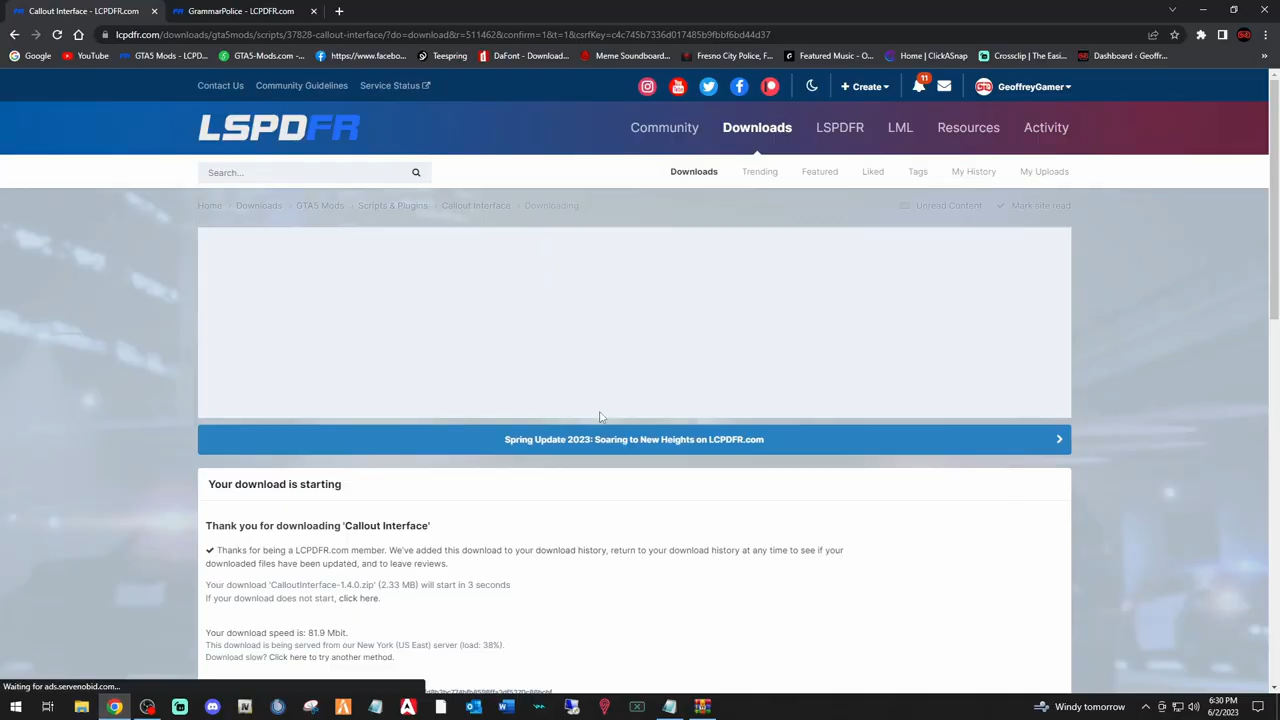 Callout Interface - LCPDFR.com
GrammarPolice - LCPDFR.com
lcpdfr.com/downloads/gta5mods/scripts/37828-callout-interface/?do=download&r=511462&confirm=1&t=1&csrfKey=c4c745b7336d017485b9fbbf6bd44d37
Google
YouTube
GTA5 Mods - LCPD...
GTA5-Mods.com -...
https://www.facebo...
Teespring
DaFont - Download...
Meme Soundboard...
Fresno City Police, F...
Featured Music - O...
Home | ClickASnap
Crossclip | The Easi...
Dashboard ‹ Geoffr...
»
Contact Us
Community Guidelines
Service Status
11
+ Create
GeoffreyGamer
LSPDFR
Community
Downloads
LSPDFR
LML
Resources
Activity
Search...
Downloads
Trending
Featured
Liked
Tags
My History
My Uploads
Home
Downloads
GTA5 Mods
Scripts & Plugins
Callout Interface
Downloading
Unread Content
Mark site read
Spring Update 2023: Soaring to New Heights on LCPDFR.com
Your download is starting
Thank you for downloading 'Callout Interface'
Thanks for being a LCPDFR.com member. We've added this download to your download history, return to your download history at any time to see if your
downloaded files have been updated, and to leave reviews.
Your download 'CalloutInterface-1.4.0.zip' (2.33 MB) will start in 3 seconds
If your download does not start, click here.
Your download speed is: 81.9 Mbit.
This download is being served from our New York (US East) server (load: 38%).
Download slow? Click here to try another method.
Waiting for ads.servenobid.com...
Windy tomorrow
6:30 PM
6/2/2023